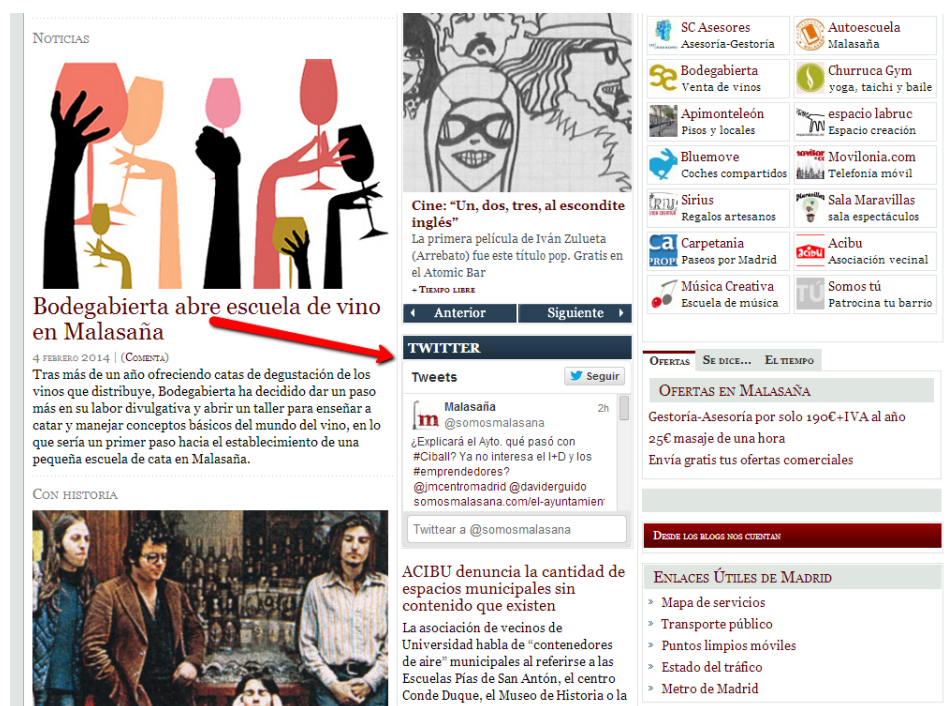 Noticias
Bodegabierta abre escuela de vino
en Malasaña
4 febrero 2014 | (Comenta)
Tras más de un año ofreciendo catas de degustación de los
vinos que distribuye, Bodegabierta ha decidido dar un paso
más en su labor divulgativa y abrir un taller para enseñar a
catar y manejar conceptos básicos del mundo del vino, en lo
que sería un primer paso hacia el establecimiento de una
pequeña escuela de cata en Malasaña.
Con historia
Cine: “Un, dos, tres, al escondite
inglés”
La primera película de Iván Zulueta
(Arrebato) fue este título pop. Gratis en
el Atomic Bar
+ Tiempo libre
Anterior
Siguiente
TWITTER
Tweets
Seguir
m
Malasaña
2h
@somosmalasana
¿Explicará el Ayto. qué pasó con
#Ciball? Ya no interesa el I+D y los
#emprendedores?
@jmcentromadrid @daviderguido
somosmalasana.com/el-ayuntamien
Twittear a @somosmalasana
ACIBU denuncia la cantidad de
espacios municipales sin
contenido que existen
La asociación de vecinos de
Universidad habla de “contenedores
de aire” municipales al referirse a las
Escuelas Pías de San Antón, el centro
Conde Duque, el Museo de Historia o la
SC Asesores
Asesoría-Gestoría
Autoescuela
Malasaña
Bodegabierta
Venta de vinos
Churruca Gym
yoga, taichi y baile
Apimonteleón
Pisos y locales
espacio labruc
Espacio creación
Bluemove
Coches compartidos
Movilonia.com
Telefonía móvil
Sirius
Regalos artesanos
Sala Maravillas
sala espectáculos
Ca
PROP
Carpetania
Paseos por Madrid
acibu
Acibu
Asociación vecinal
Música Creativa
Escuela de música
TÚ
Somos tú
Patrocina tu barrio
Ofertas
Se dice...
El tiempo
Ofertas en Malasaña
Gestoría-Asesoría por solo 190€+IVA al año
25€ masaje de una hora
Envía gratis tus ofertas comerciales
Desde los blogs nos cuentan
Enlaces Útiles de Madrid
» Mapa de servicios
» Transporte público
» Puntos limpios móviles
» Estado del tráfico
» Metro de Madrid